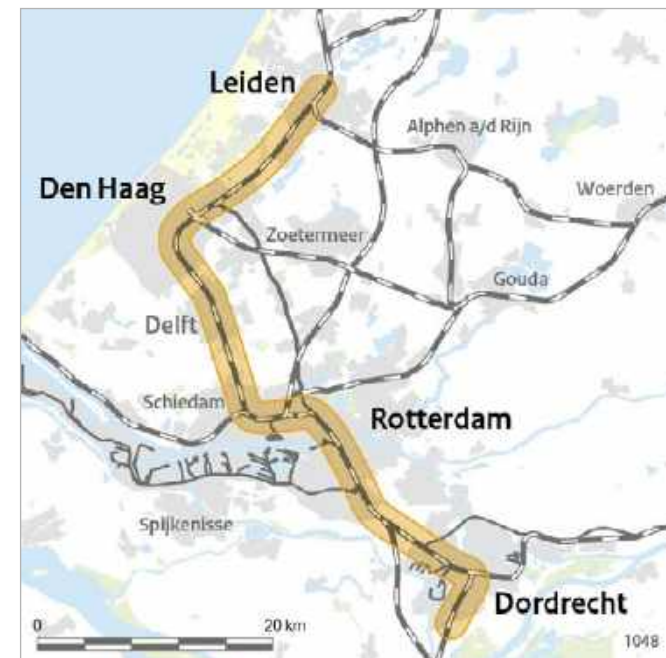 Leiden
Alphen a/d Rijn
Den Haag
Woerden
Zoetermeer
Gouda
Delft
Schiedam
Rotterdam
Spijkenisse
Dordrecht
0 20 km
1048